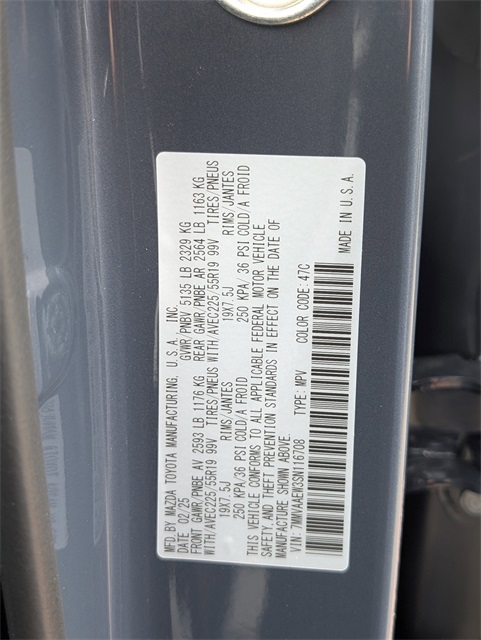 MFD.BY MAZDA TOYOTA MANUFACTURING, U.S.A. INC.
DATE 02/25 GVWR/PNBV 5135 LB 2329 KG
FRONT GAWR/PNBE AV 2593 LB 1176 KG REAR GAWR/PNBE AR 2564 LB 1163 KG
WITH/AVEC225/55R19 99V TIRES/PNEUS WITH/AVEC225/55R19 99V TIRES/PNEUS
19X7.5J RIMS/JANTES 19X7.5J RIMS/JANTES
250 KPA/36 PSI COLD/A FROID 250 KPA/36 PSI COLD/A FROID
THIS VEHICLE CONFORMS TO ALL APPLICABLE FEDERAL MOTOR VEHICLE
SAFETY,AND THEFT PREVENTION STANDARDS IN EFFECT ON THE DATE OF
MANUFACTURE SHOWN ABOVE.
VIN: 7MMVAAEM3SN116708 TYPE: MPV COLOR CODE: 47C
MADE IN U.S.A.